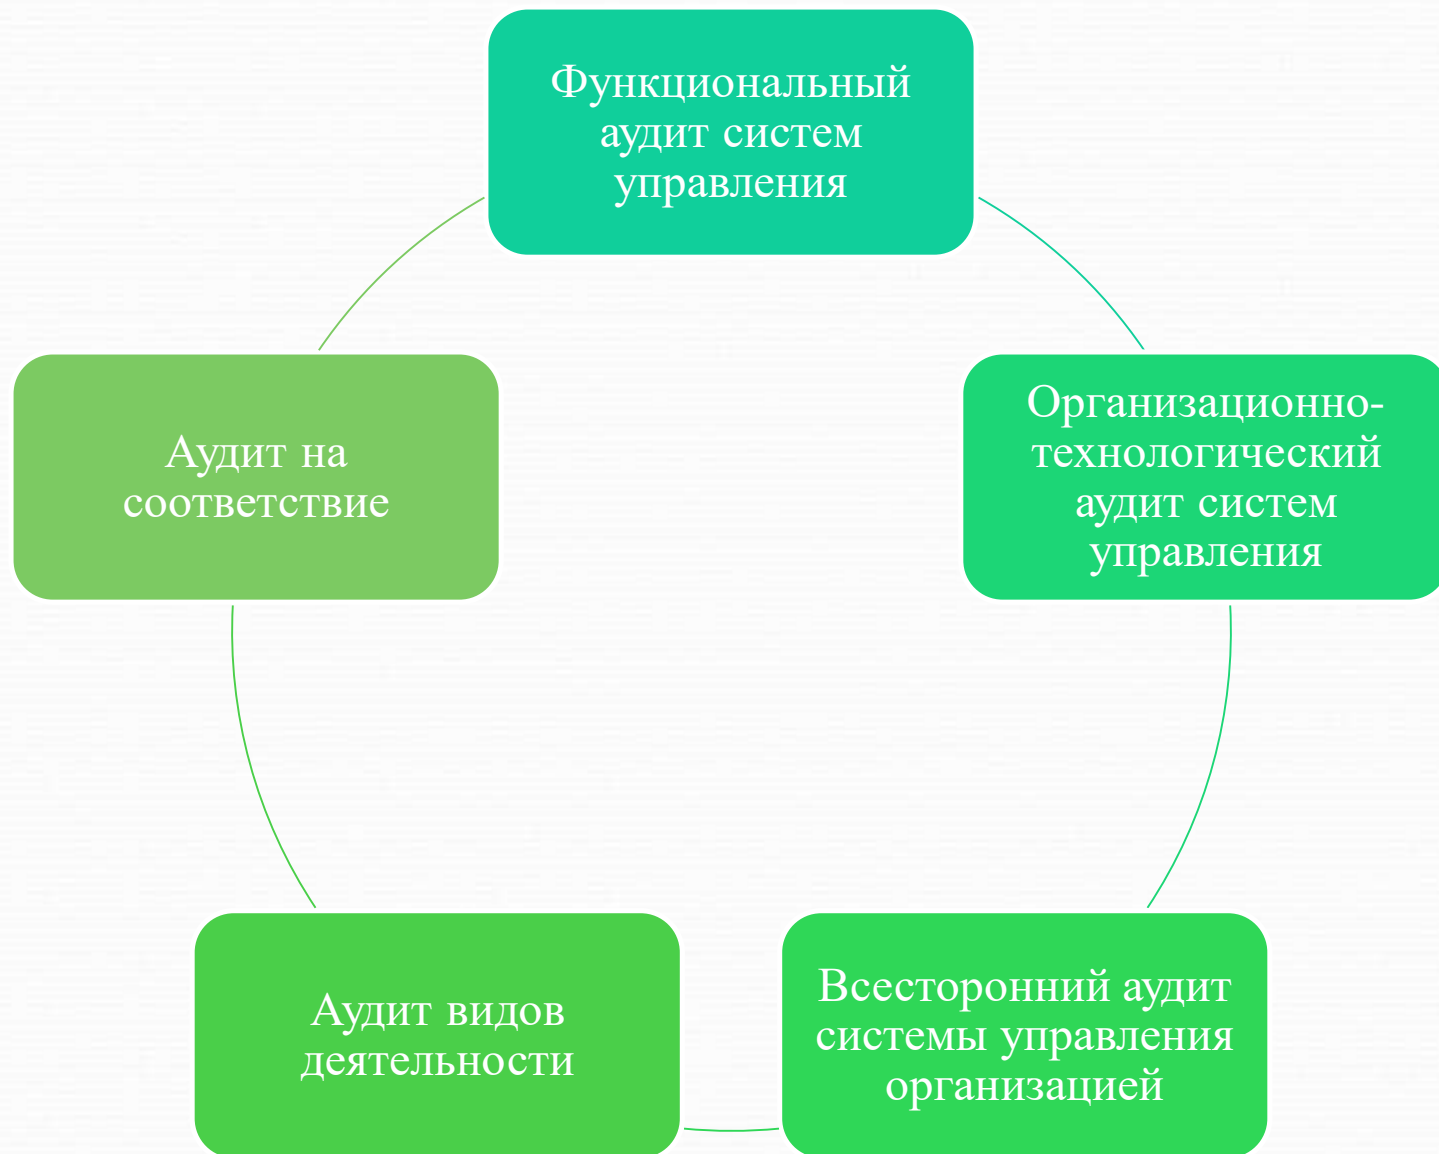 Функциональный
аудит систем
управления
Организационно-
технологический
аудит систем
управления
Всесторонний аудит
системы управления
организацией
Аудит видов
деятельности
Аудит на
соответствие